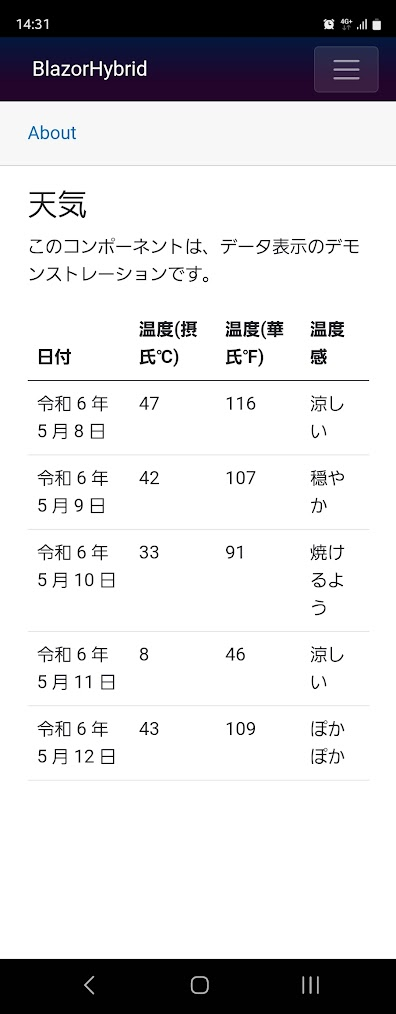 14:31
4G+
BlazorHybrid
About
天気
このコンポーネントは、データ表示のデモ
ンストレーションです。
日付 温度(摂氏℃) 温度(華氏℉) 温度感
令和 6 年 5 月 8 日 47 116 涼しい
令和 6 年 5 月 9 日 42 107 穏やか
令和 6 年 5 月 10 日 33 91 焼けるよう
令和 6 年 5 月 11 日 8 46 涼しい
令和 6 年 5 月 12 日 43 109 ぽかぽか